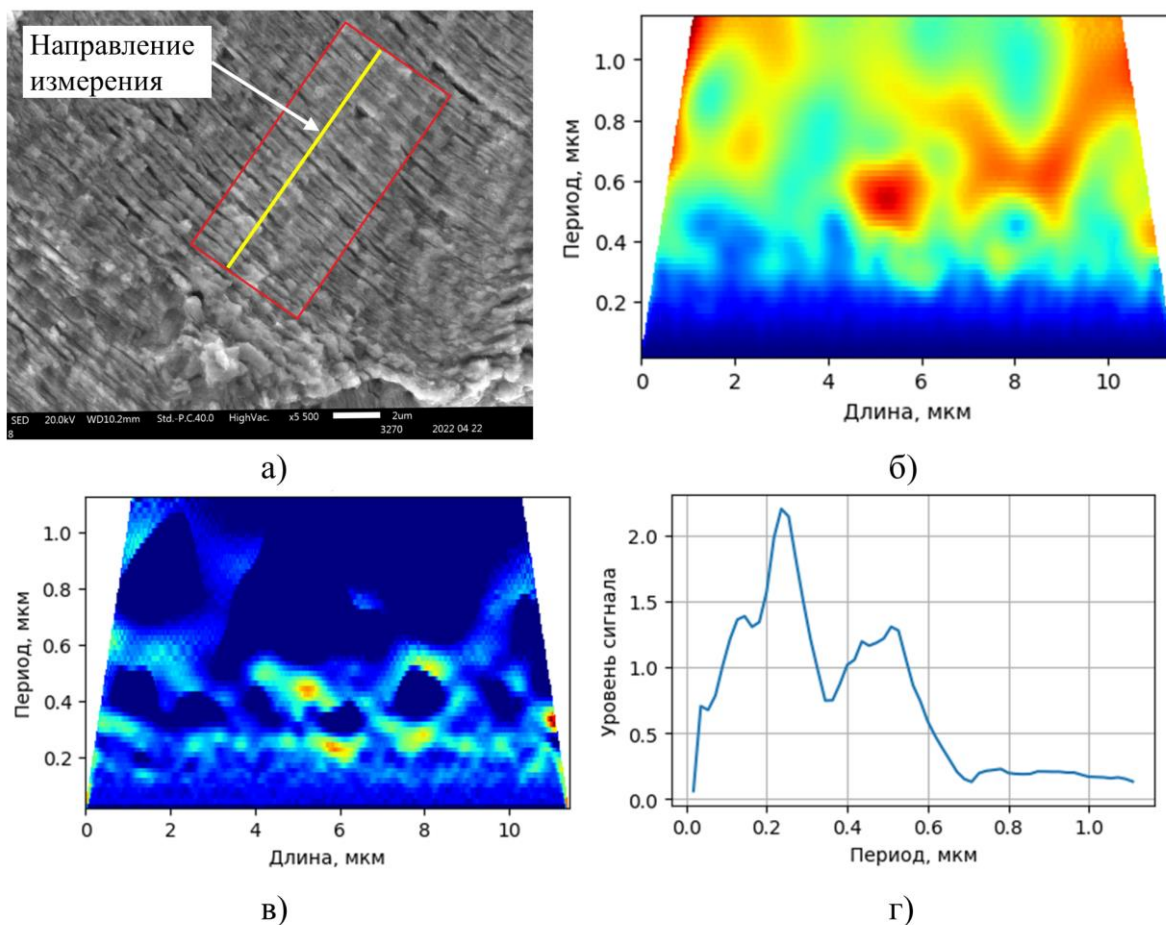 Направление
измерения
SED 20.0kV WD10.2mm Std.-P.C.40.0 HighVac. x5 500 2um
8 3270 2022 04 22
а)
1.0
0.8
0.6
0.4
0.2
Период, мкм
0 2 4 6 8 10
Длина, мкм
б)
1.0
0.8
0.6
0.4
0.2
Период, мкм
0 2 4 6 8 10
Длина, мкм
в)
2.0
1.5
1.0
0.5
0.0
Уровень сигнала
0.0 0.2 0.4 0.6 0.8 1.0
Период, мкм
г)